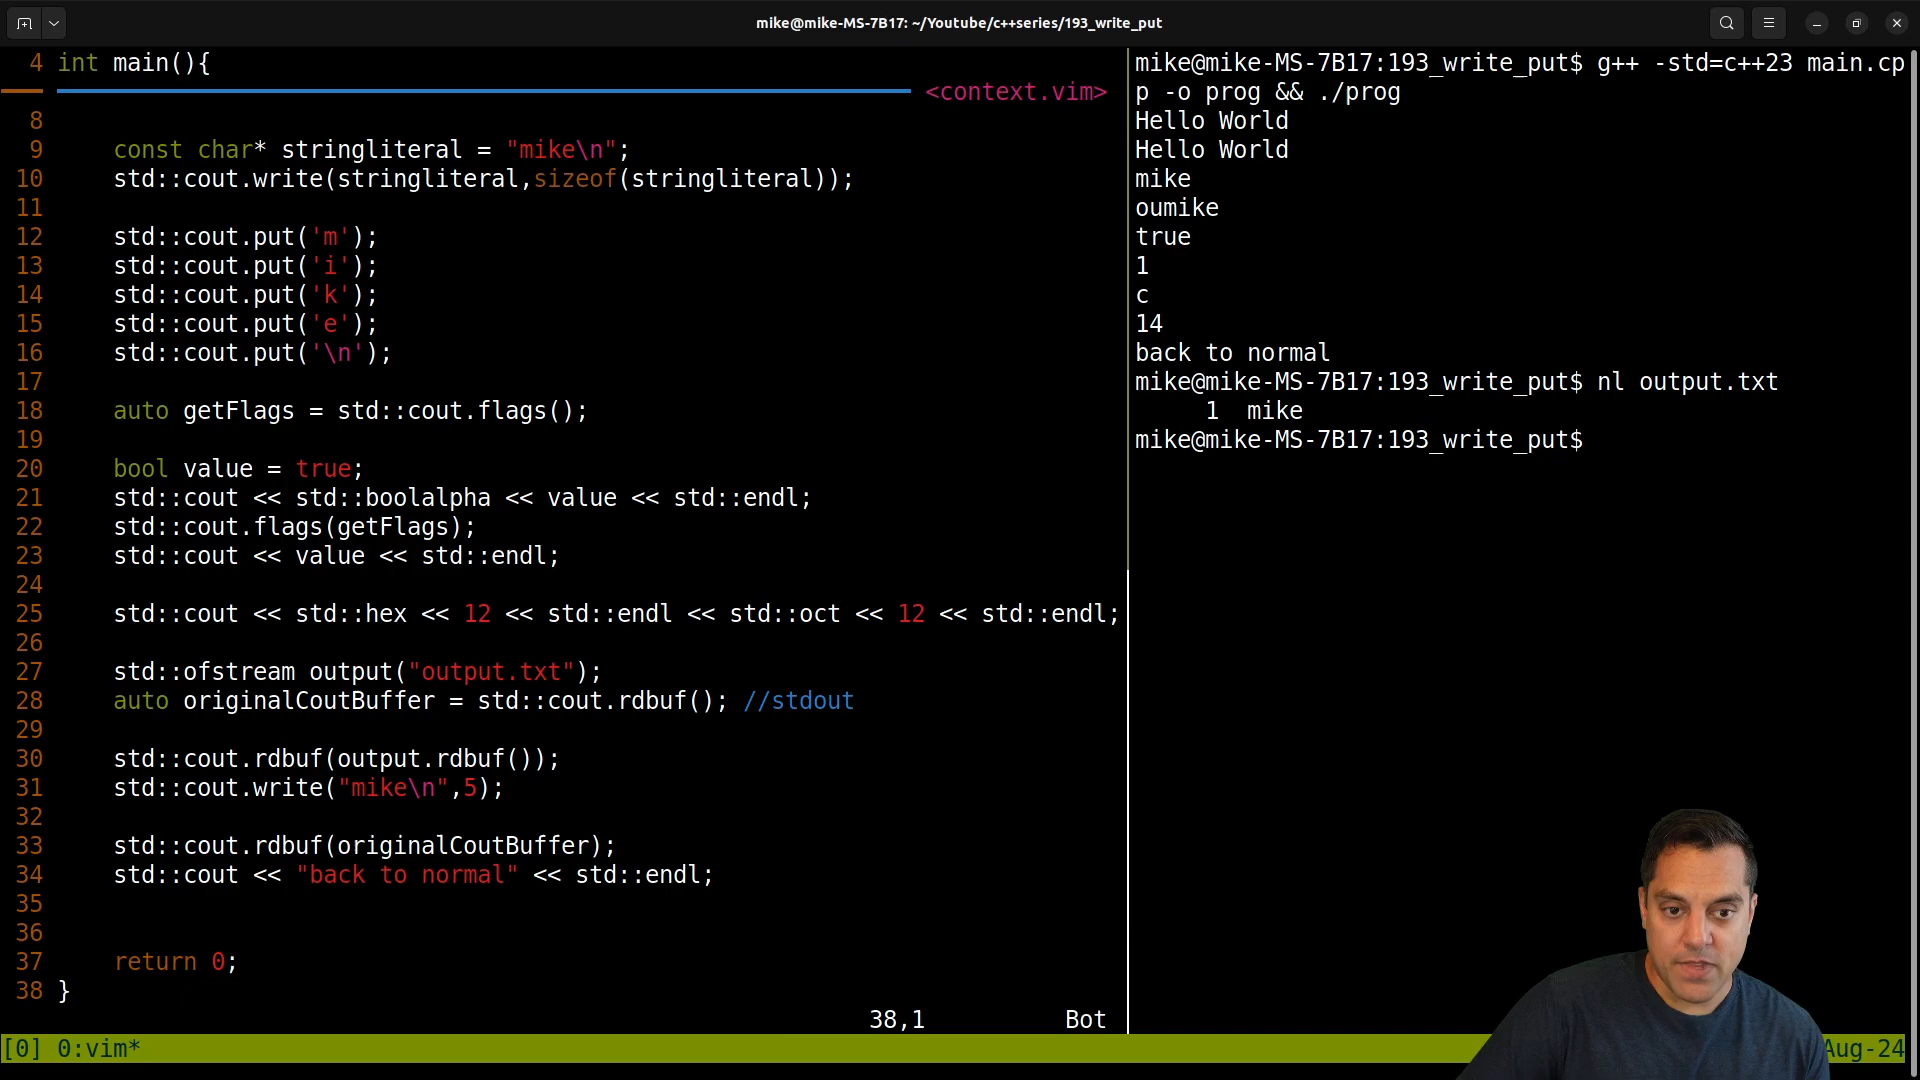 mike@mike-MS-7B17: ~/Youtube/c++series/193_write_put
4 int main(){
<context.vim>
8
9 const char* stringliteral = "mike\n";
10 std::cout.write(stringliteral,sizeof(stringliteral));
11
12 std::cout.put('m');
13 std::cout.put('i');
14 std::cout.put('k');
15 std::cout.put('e');
16 std::cout.put('\n');
17
18 auto getFlags = std::cout.flags();
19
20 bool value = true;
21 std::cout << std::boolalpha << value << std::endl;
22 std::cout.flags(getFlags);
23 std::cout << value << std::endl;
24
25 std::cout << std::hex << 12 << std::endl << std::oct << 12 << std::endl;
26
27 std::ofstream output("output.txt");
28 auto originalCoutBuffer = std::cout.rdbuf(); //stdout
29
30 std::cout.rdbuf(output.rdbuf());
31 std::cout.write("mike\n",5);
32
33 std::cout.rdbuf(originalCoutBuffer);
34 std::cout << "back to normal" << std::endl;
35
36
37 return 0;
38 }
38,1 Bot
mike@mike-MS-7B17:193_write_put$ g++ -std=c++23 main.cp
p -o prog && ./prog
Hello World
Hello World
mike
oumike
true
1
c
14
back to normal
mike@mike-MS-7B17:193_write_put$ nl output.txt
1 mike
mike@mike-MS-7B17:193_write_put$
[0] 0:vim* Aug-24